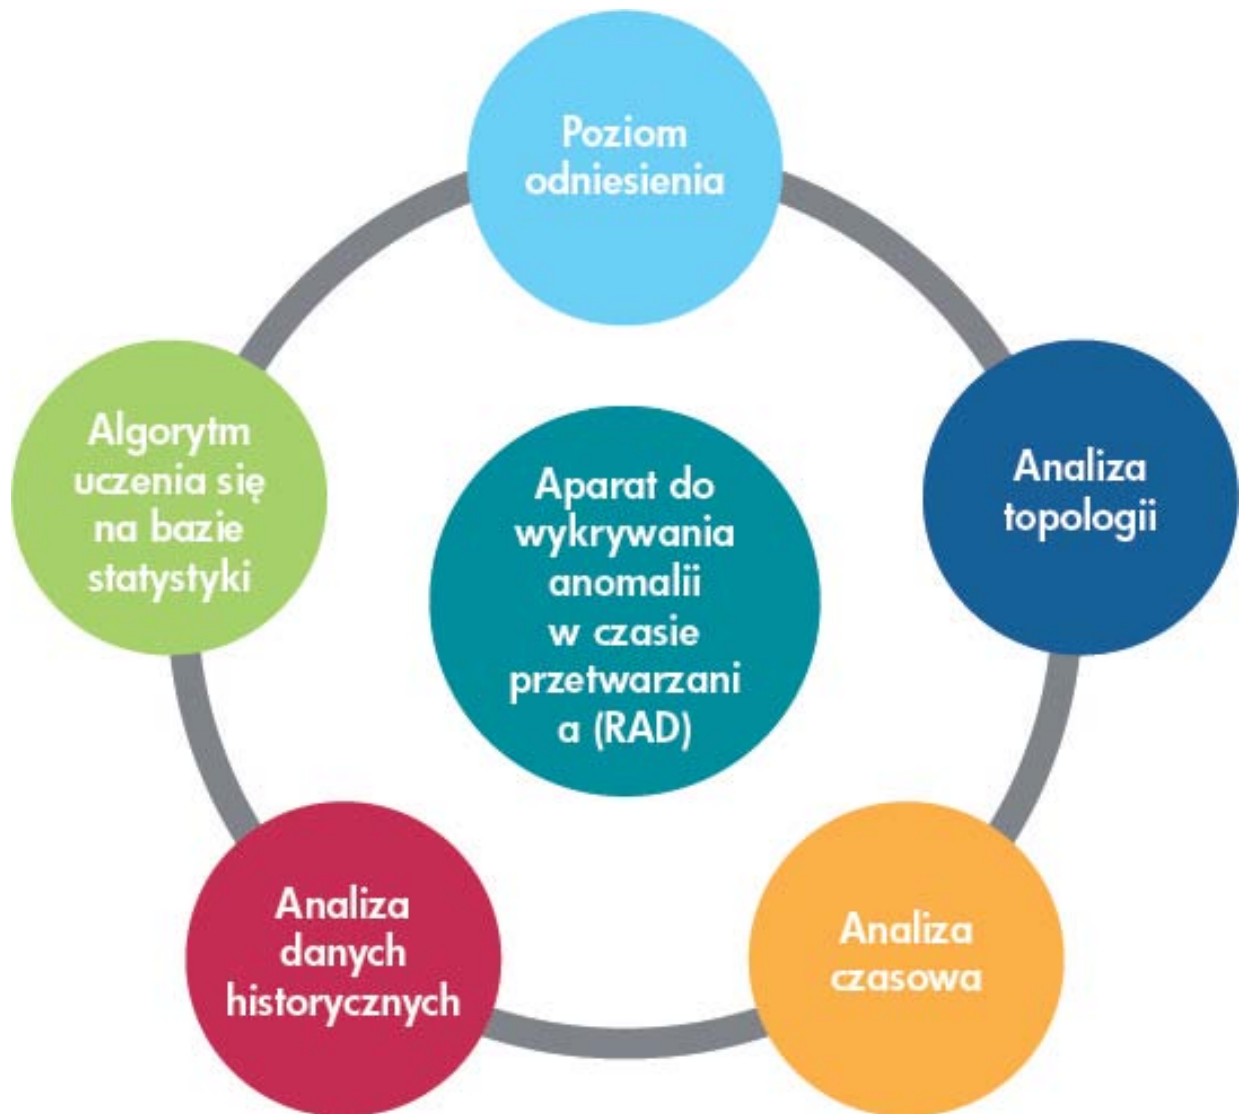 Poziom
odniesienia
Algorytm
uczenia się
na bazie
statystyki
Aparat do
wykrywania
anomalii
w czasie
przetwarzani
a (RAD)
Analiza
topologii
Analiza
danych
historycznych
Analiza
czasowa